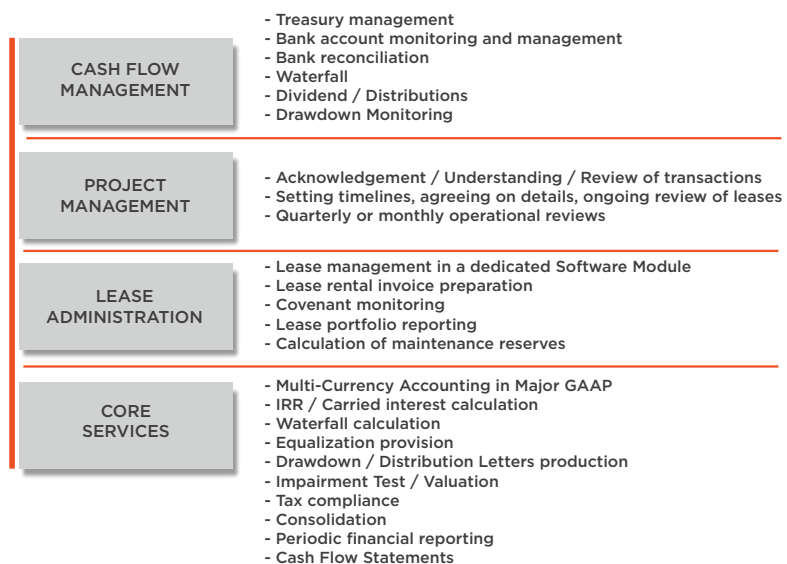 CASH FLOW
MANAGEMENT
- Treasury management
- Bank account monitoring and management
- Bank reconciliation
- Waterfall
- Dividend / Distributions
- Drawdown Monitoring
PROJECT
MANAGEMENT
- Acknowledgement / Understanding / Review of transactions
- Setting timelines, agreeing on details, ongoing review of leases
- Quarterly or monthly operational reviews
LEASE
ADMINISTRATION
- Lease management in a dedicated Software Module
- Lease rental invoice preparation
- Covenant monitoring
- Lease portfolio reporting
- Calculation of maintenance reserves
CORE
SERVICES
- Multi-Currency Accounting in Major GAAP
- IRR / Carried interest calculation
- Waterfall calculation
- Equalization provision
- Drawdown / Distribution Letters production
- Impairment Test / Valuation
- Tax compliance
- Consolidation
- Periodic financial reporting
- Cash Flow Statements